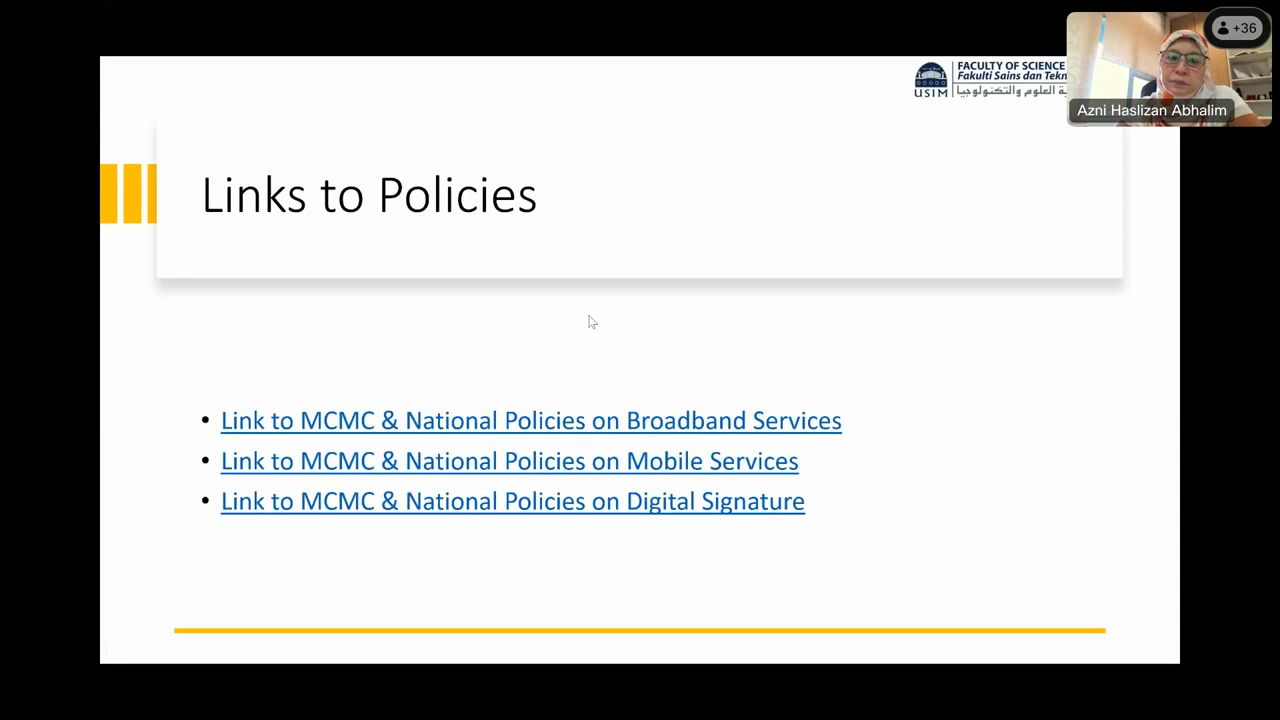 +36
FACULTY OF SCIENCE
Fakulti Sains dan
USIM
العلوم والتكنولوجيا
Azni Haslizan Abhalim
Links to Policies
• Link to MCMC & National Policies on Broadband Services
• Link to MCMC & National Policies on Mobile Services
• Link to MCMC & National Policies on Digital Signature